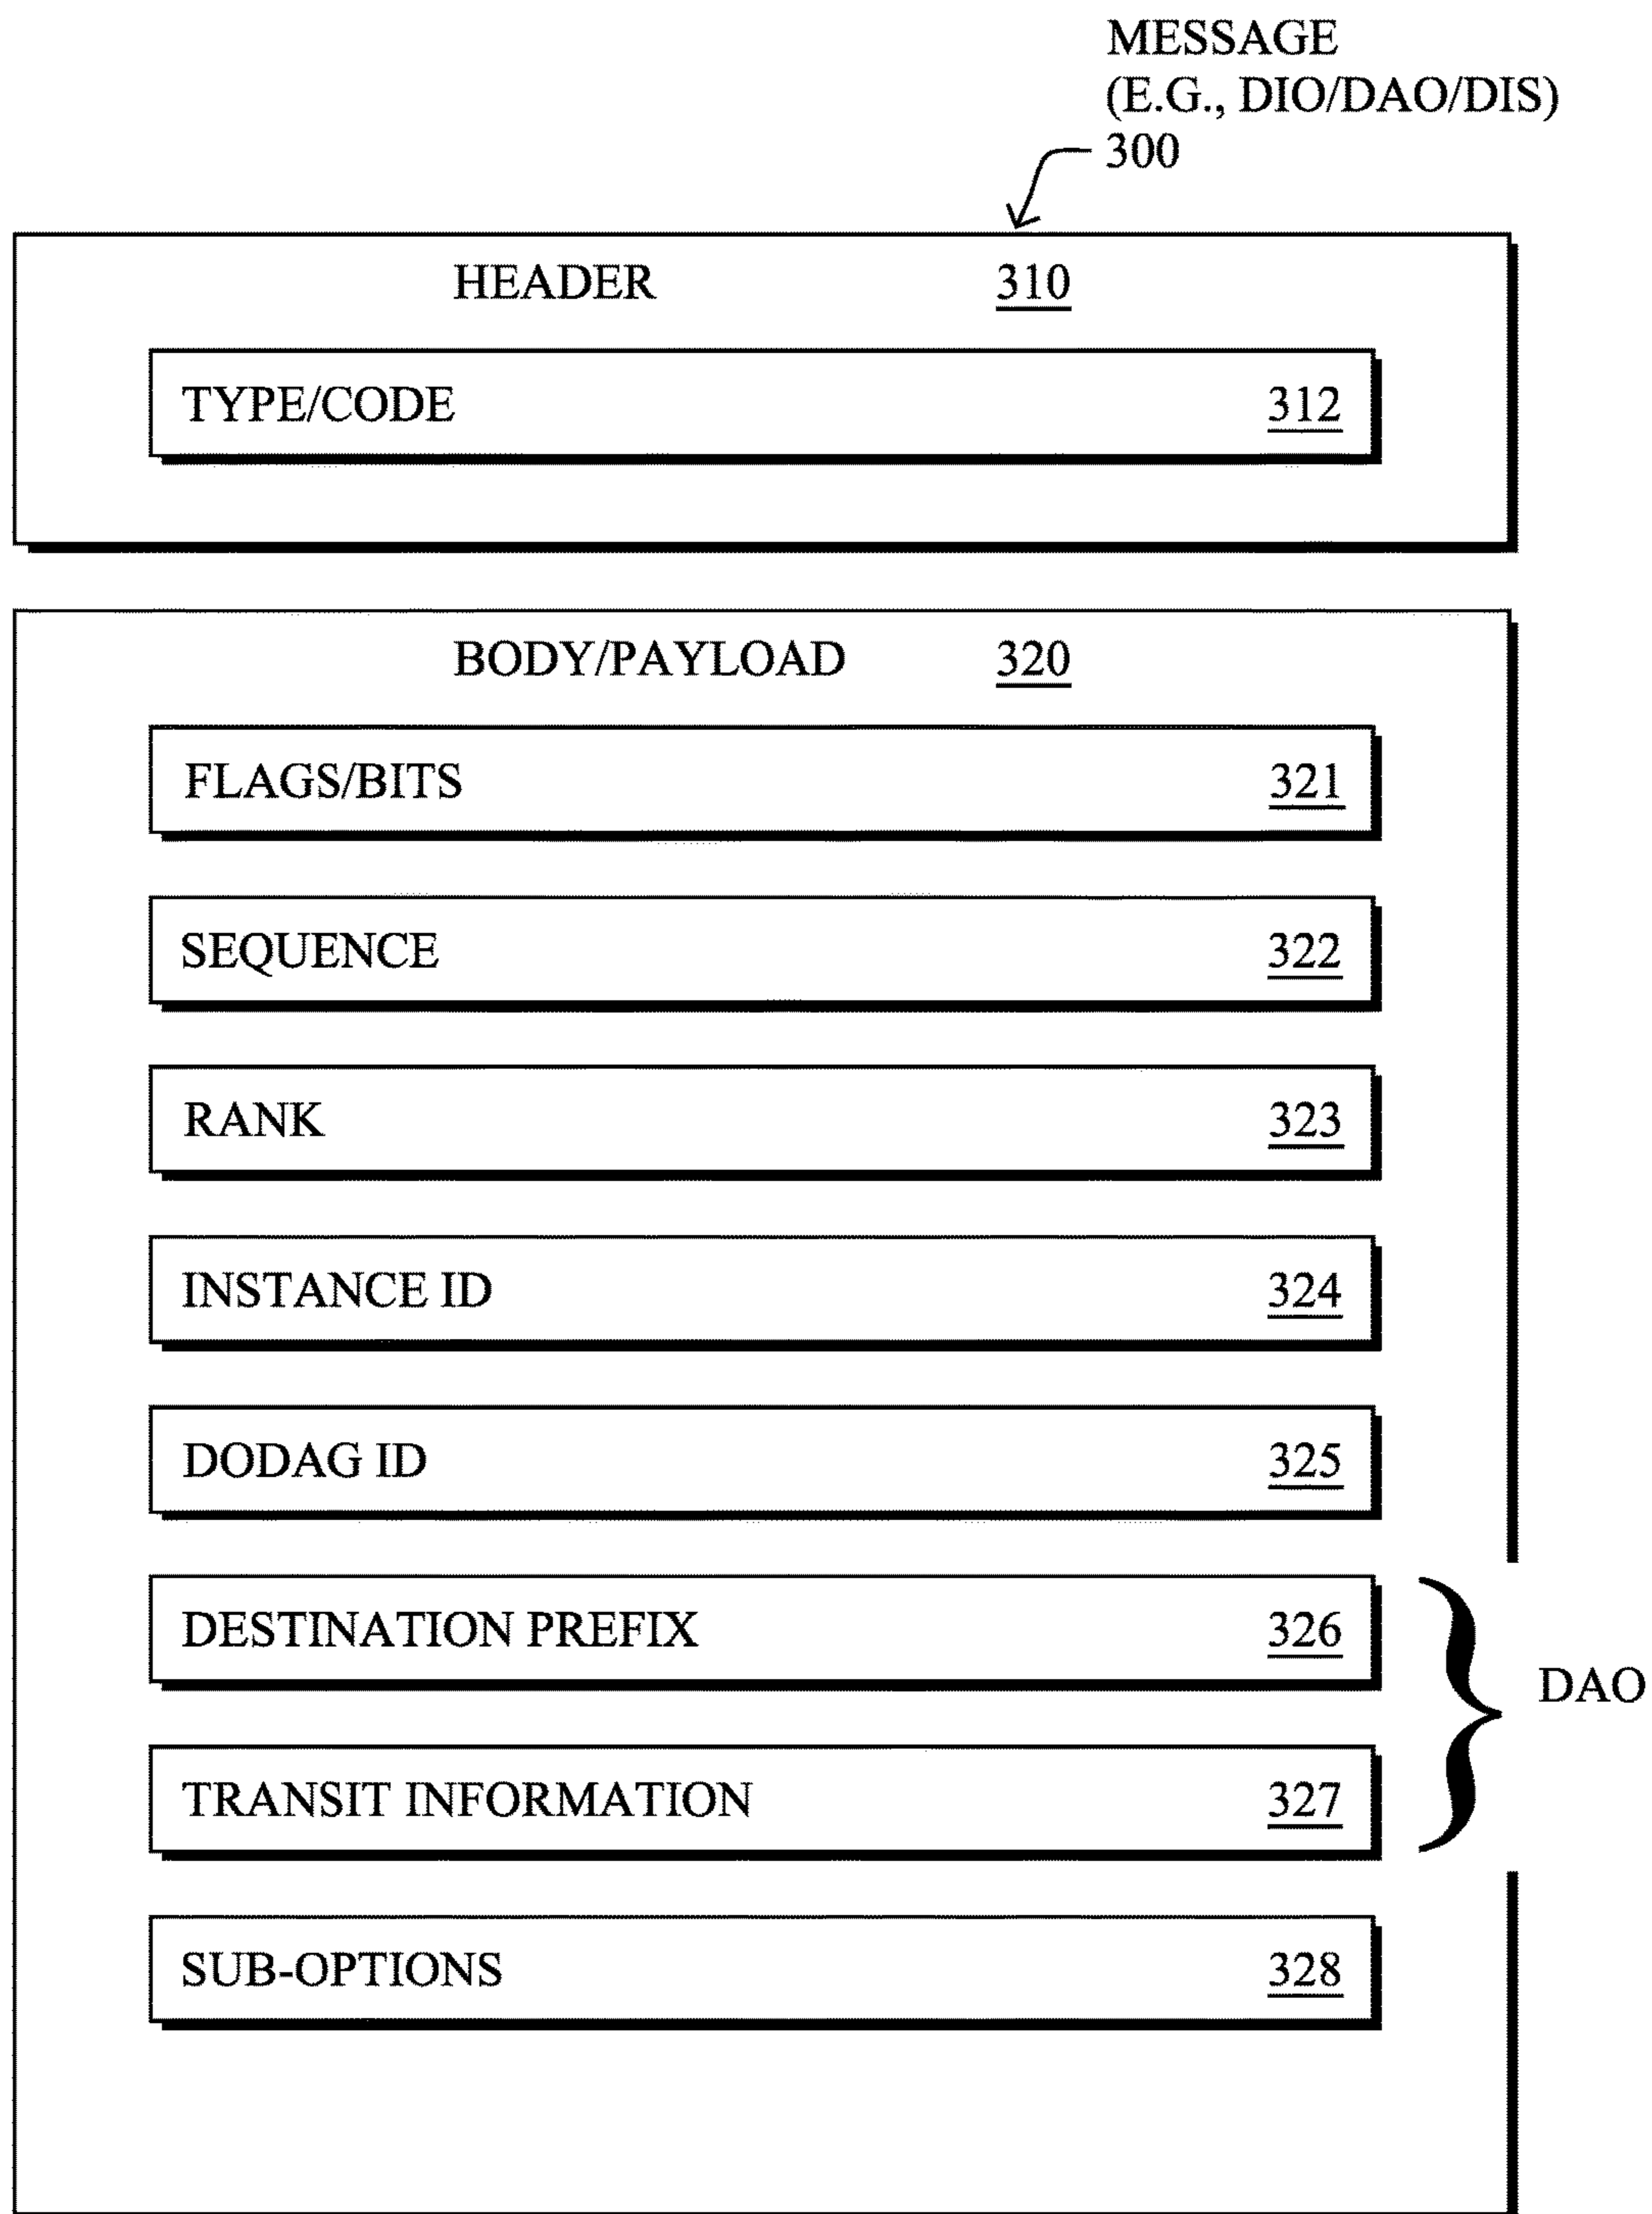 MESSAGE
(E.G., DIO/DAO/DIS)
300
HEADER 310
TYPE/CODE 312
BODY/PAYLOAD 320
FLAGS/BITS 321
SEQUENCE 322
RANK 323
INSTANCE ID 324
DODAG ID 325
DESTINATION PREFIX 326
DAO
TRANSIT INFORMATION 327
SUB-OPTIONS 328